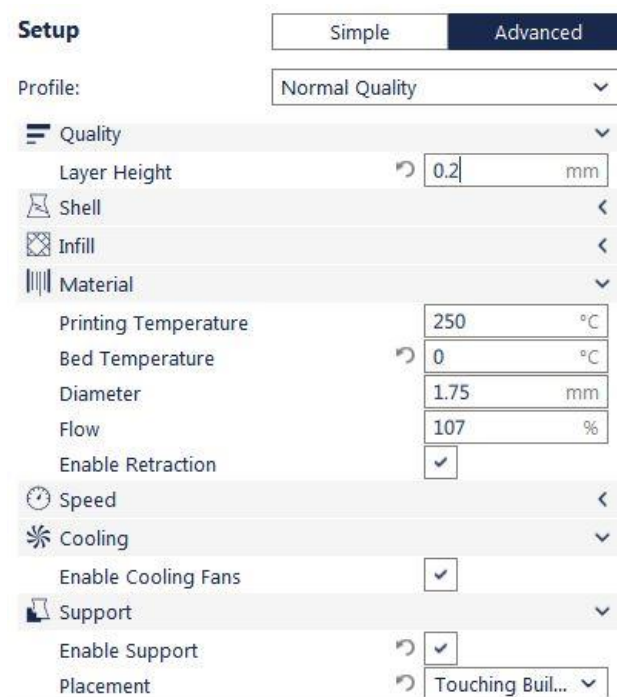 Setup Simple Advanced
Profile: Normal Quality
Quality
Layer Height 0.2 mm
Shell
Infill
Material
Printing Temperature 250 °C
Bed Temperature 0 °C
Diameter 1.75 mm
Flow 107 %
Enable Retraction
Speed
Cooling
Enable Cooling Fans
Support
Enable Support
Placement Touching Buil...